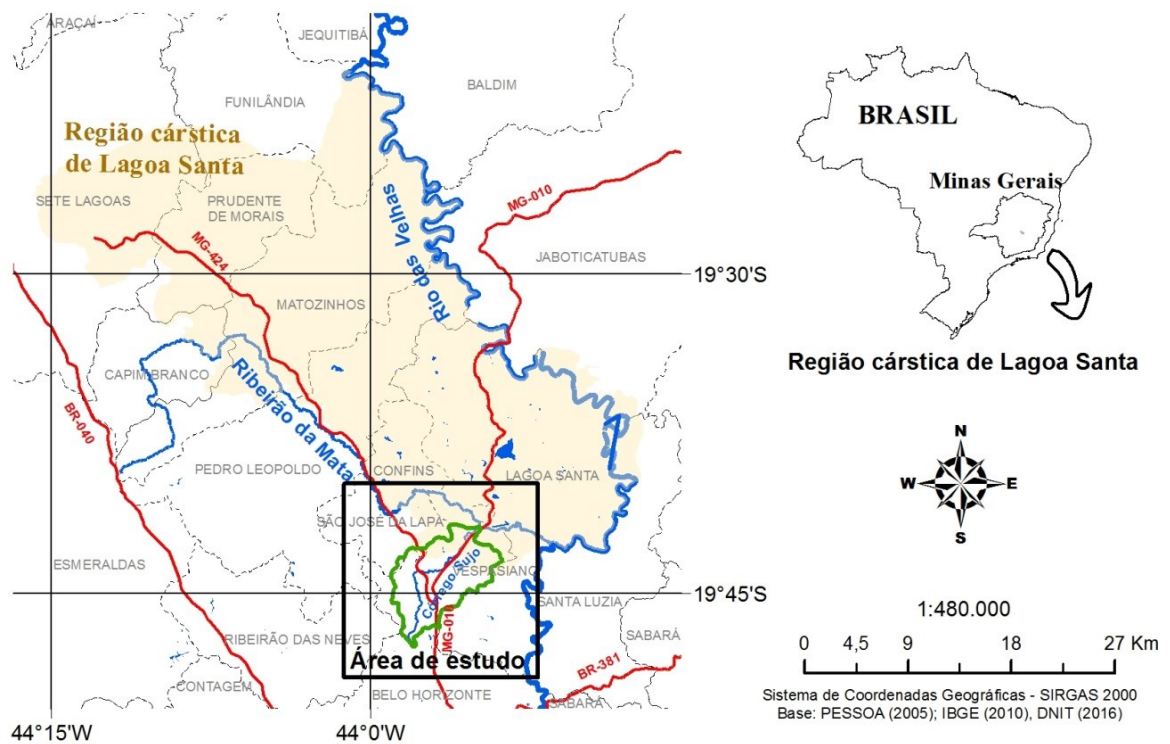 ARAÇAÍ
JEQUITIBÁ
BALDIM
FUNILÂNDIA
Região cárstica
de Lagoa Santa
SETE LAGOAS
PRUDENTE
DE MORAIS
MG-424
Rio das Velhas
MG-010
JABOTICATUBAS
19°30'S
MATOZINHOS
CAPIM BRANCO
Ribeirão da Mata
BR-040
PEDRO LEOPOLDO
CONFINS
LAGOA SANTA
SÃO JOSÉ DA LAPA
ESMERALDAS
Córrego Sujo
VESPASIANO
19°45'S
SANTA LUZIA
RIBEIRÃO DAS NEVES
MG-010
SABARÁ
Área de estudo
BR-381
CONTAGEM
BELO HORIZONTE
SABARÁ
44°15'W
44°0'W
BRASIL
Minas Gerais
Região cárstica de Lagoa Santa
N
W
E
S
1:480.000
0 4,5 9 18 27 Km
Sistema de Coordenadas Geográficas - SIRGAS 2000
Base: PESSOA (2005); IBGE (2010), DNIT (2016)